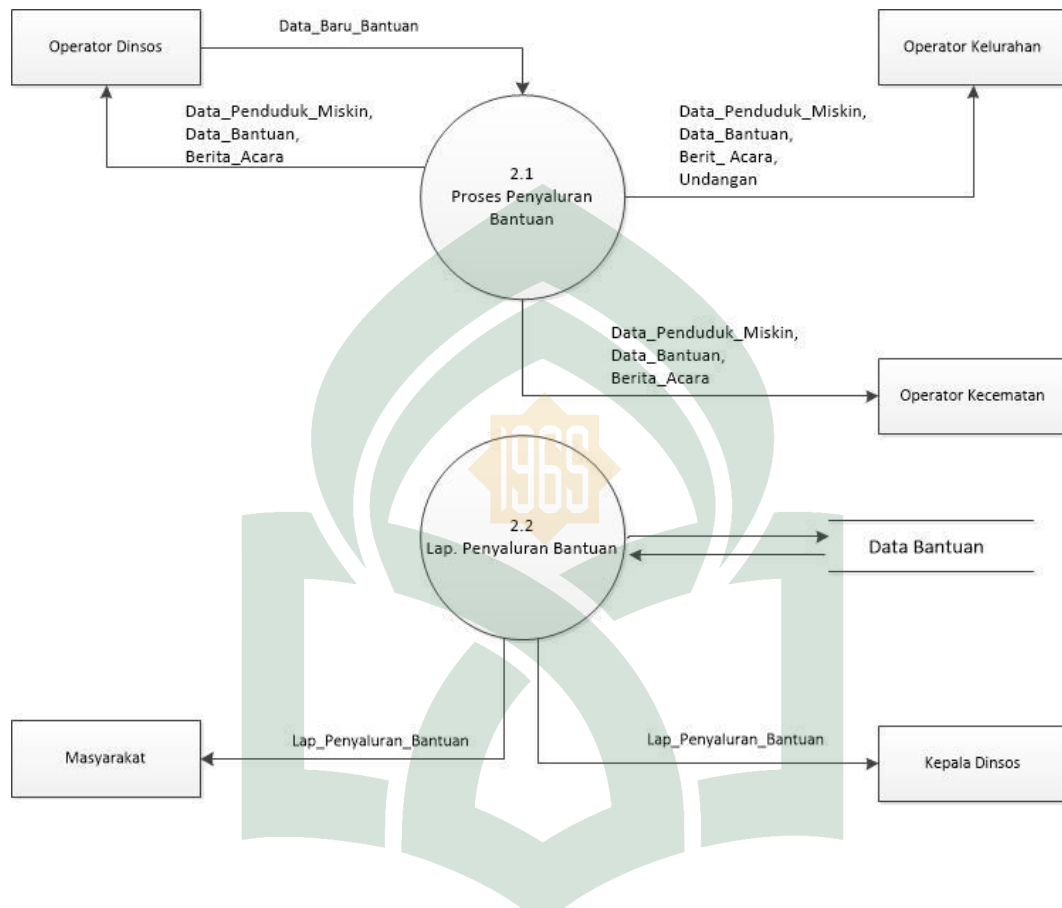 Operator Dinsos
Data_Baru_Bantuan
Operator Kelurahan
Data_Penduduk_Miskin,
Data_Bantuan,
Berita_Acara
Data_Penduduk_Miskin,
Data_Bantuan,
Berit_ Acara,
Undangan
2.1
Proses Penyaluran
Bantuan
Data_Penduduk_Miskin,
Data_Bantuan,
Berita_Acara
Operator Kecematan
1965
2.2
Lap. Penyaluran Bantuan
Data Bantuan
Masyarakat
Lap_Penyaluran_Bantuan
Lap_Penyaluran_Bantuan
Kepala Dinsos